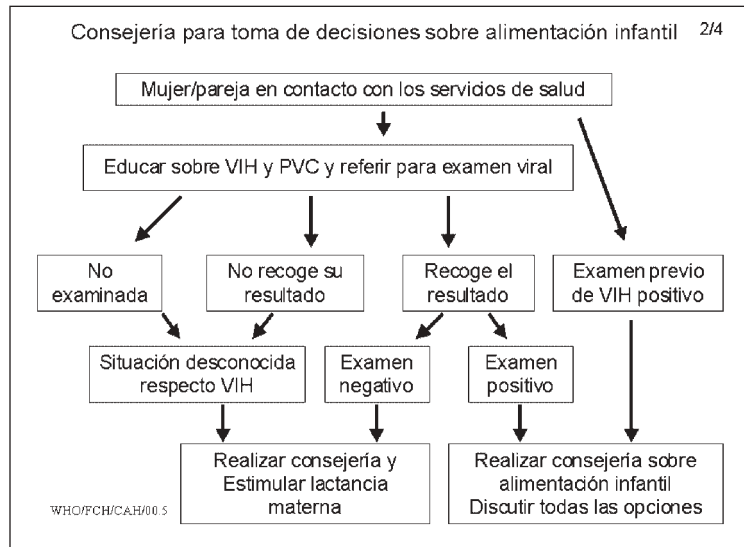 Consejería para toma de decisiones sobre alimentación infantil 2/4
Mujer/pareja en contacto con los servicios de salud
Educar sobre VIH y PVC y referir para examen viral
No
examinada
No recoge su
resultado
Recoge el
resultado
Examen previo
de VIH positivo
Situación desconocida
respecto VIH
Examen
negativo
Examen
positivo
Realizar consejería y
Estimular lactancia
materna
Realizar consejería sobre
alimentación infantil
Discutir todas las opciones
WHO/FCH/CAH/00.5